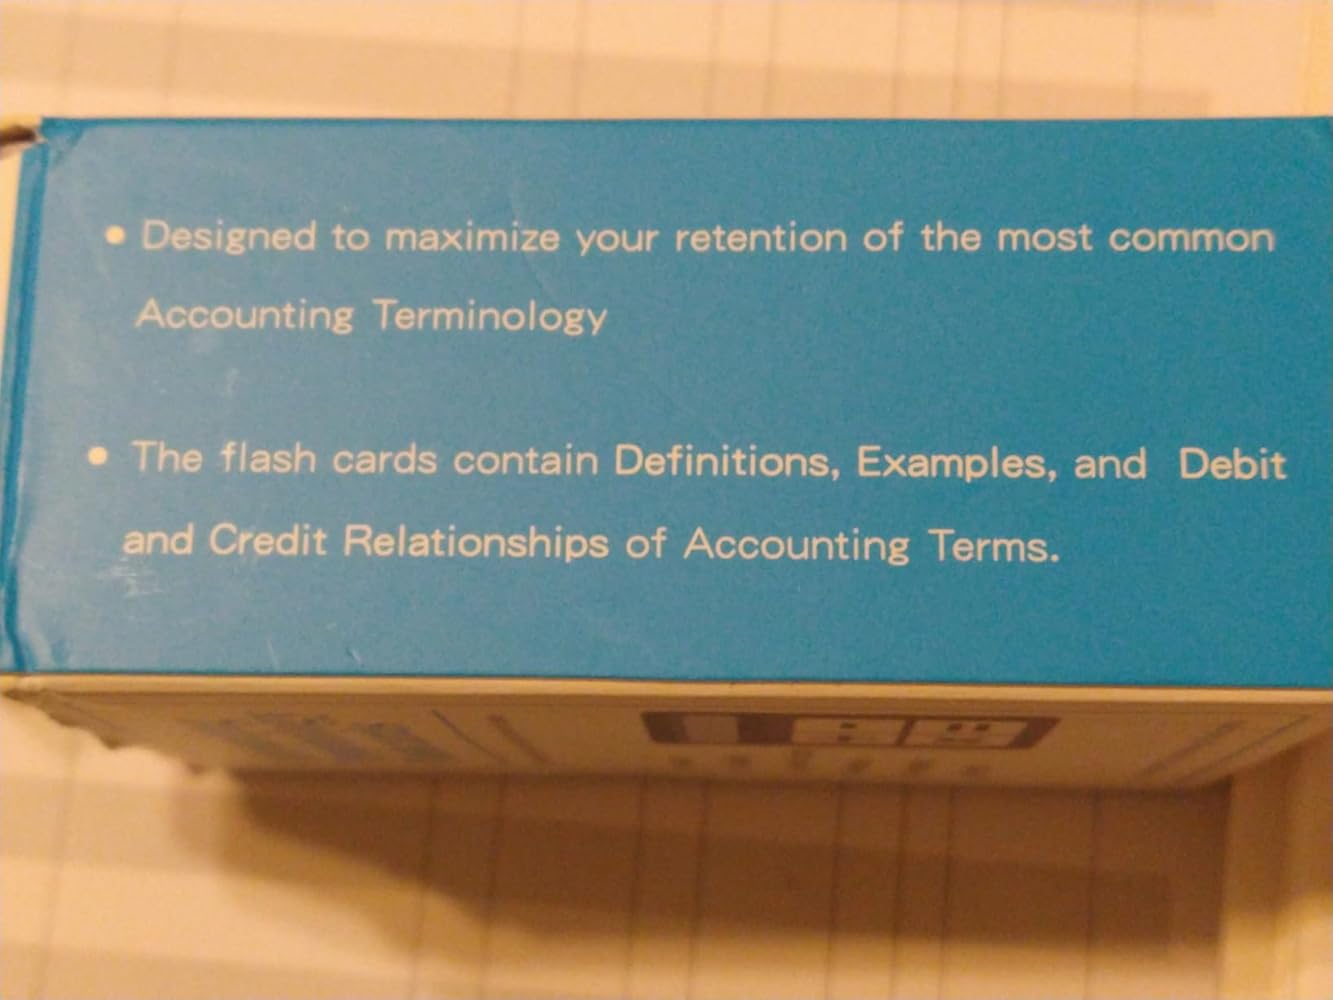 • Designed to maximize your retention of the most common
Accounting Terminology
• The flash cards contain Definitions, Examples, and Debit
and Credit Relationships of Accounting Terms.